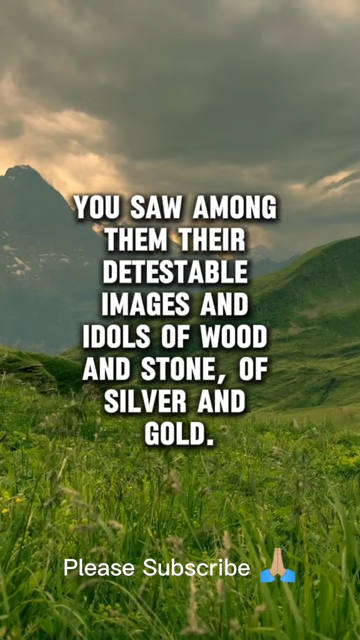 YOU SAW AMONG
THEM THEIR
DETESTABLE
IMAGES AND
IDOLS OF WOOD
AND STONE, OF
SILVER AND
GOLD.
Please Subscribe 🙏🏼